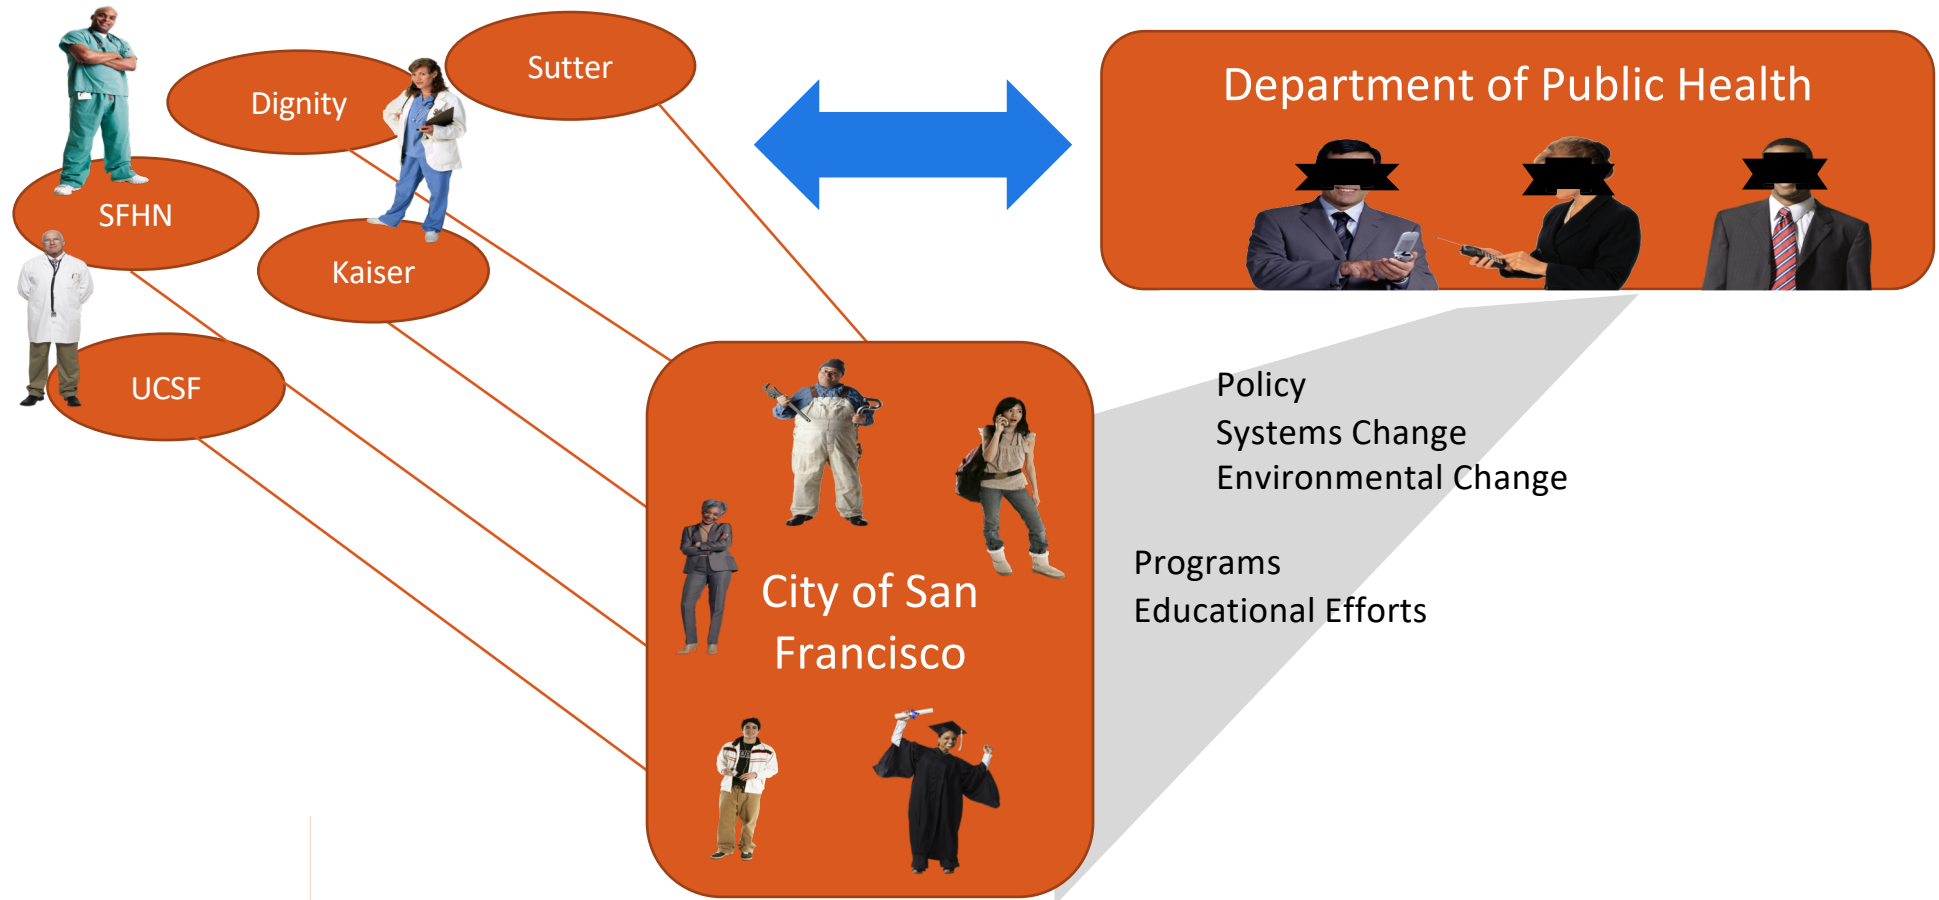 Sutter
Dignity
SFHN
Kaiser
UCSF
Department of Public Health
Policy
Systems Change
Environmental Change
Programs
Educational Efforts
City of San
Francisco